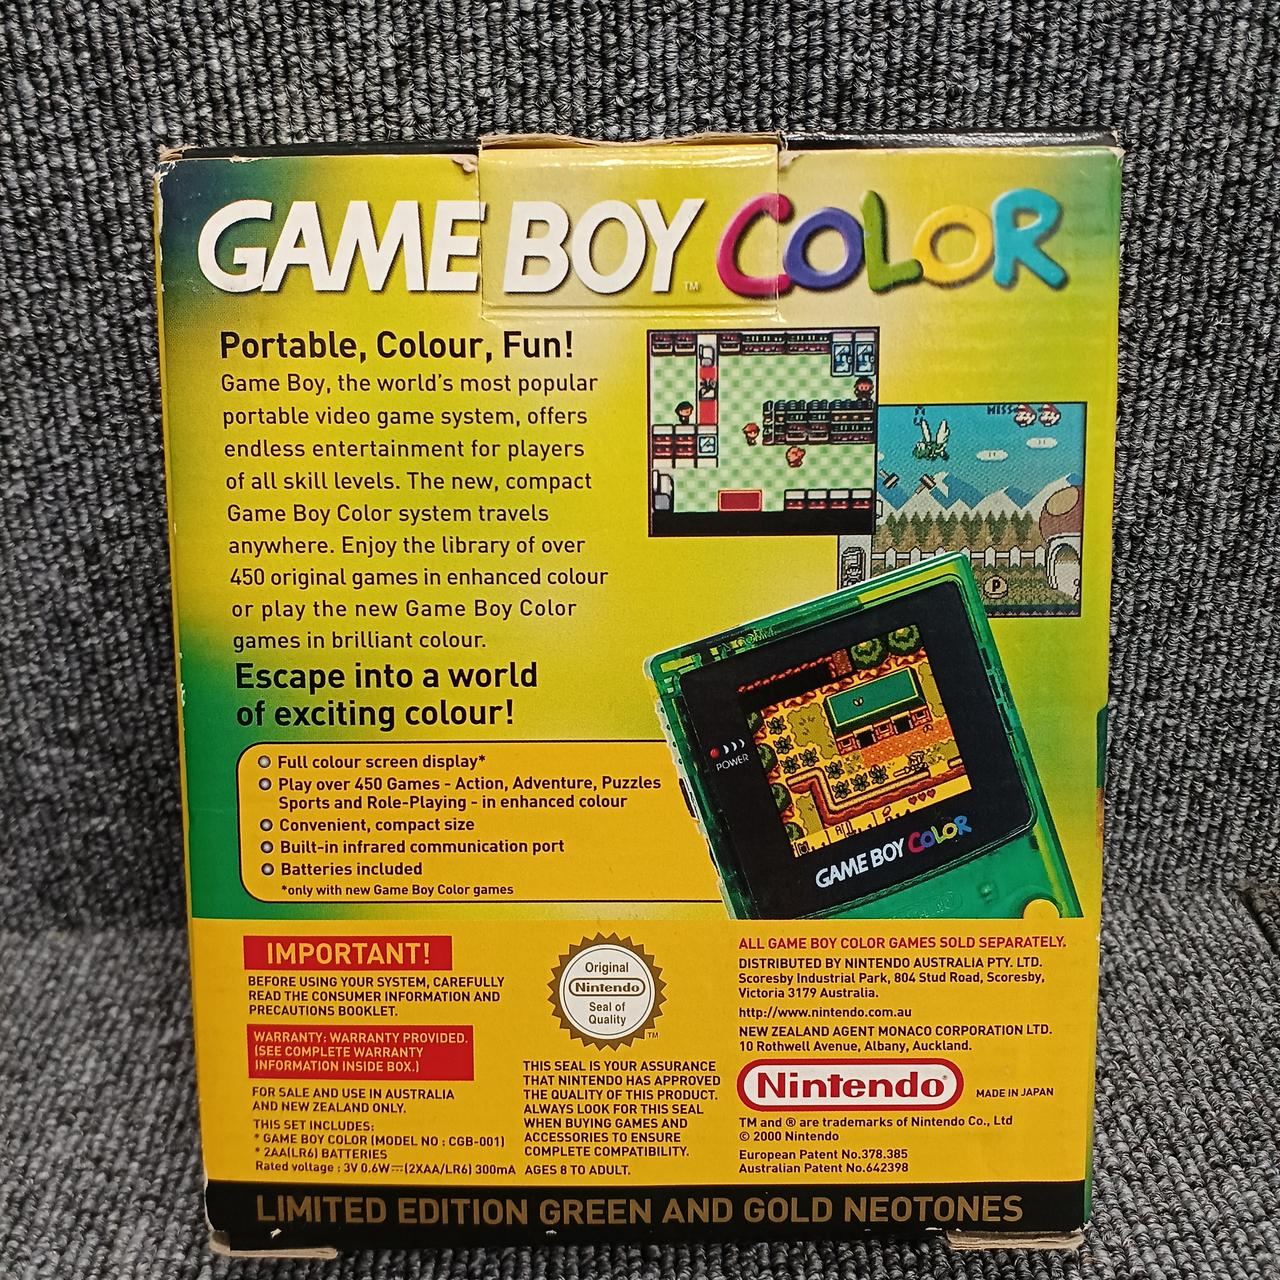 GAME BOY COLOR
TM
Portable, Colour, Fun!
Game Boy, the world's most popular
portable video game system, offers
endless entertainment for players
of all skill levels. The new, compact
Game Boy Color system travels
anywhere. Enjoy the library of over
450 original games in enhanced colour
or play the new Game Boy Color
games in brilliant colour.
Escape into a world
of exciting colour!
MISS
P
Full colour screen display*
Play over 450 Games - Action, Adventure, Puzzles
Sports and Role-Playing - in enhanced colour
Convenient, compact size
Built-in infrared communication port
Batteries included
*only with new Game Boy Color games
POWER
GAME BOY COLOR
IMPORTANT!
BEFORE USING YOUR SYSTEM, CAREFULLY
READ THE CONSUMER INFORMATION AND
PRECAUTIONS BOOKLET.
WARRANTY: WARRANTY PROVIDED.
(SEE COMPLETE WARRANTY
INFORMATION INSIDE BOX.)
FOR SALE AND USE IN AUSTRALIA
AND NEW ZEALAND ONLY.
THIS SET INCLUDES:
* GAME BOY COLOR (MODEL NO : CGB-001)
* 2AA(LR6) BATTERIES
Rated voltage : 3V 0.6W⎓(2XAA/LR6) 300mA
Original
Nintendo
Seal of
Quality
TM
THIS SEAL IS YOUR ASSURANCE
THAT NINTENDO HAS APPROVED
THE QUALITY OF THIS PRODUCT.
ALWAYS LOOK FOR THIS SEAL
WHEN BUYING GAMES AND
ACCESSORIES TO ENSURE
COMPLETE COMPATIBILITY.
AGES 8 TO ADULT.
ALL GAME BOY COLOR GAMES SOLD SEPARATELY.
DISTRIBUTED BY NINTENDO AUSTRALIA PTY. LTD.
Scoresby Industrial Park, 804 Stud Road, Scoresby,
Victoria 3179 Australia.
http://www.nintendo.com.au
NEW ZEALAND AGENT MONACO CORPORATION LTD.
10 Rothwell Avenue, Albany, Auckland.
Nintendo®
MADE IN JAPAN
TM and ® are trademarks of Nintendo Co., Ltd
© 2000 Nintendo
European Patent No.378.385
Australian Patent No.642398
LIMITED EDITION GREEN AND GOLD NEOTONES